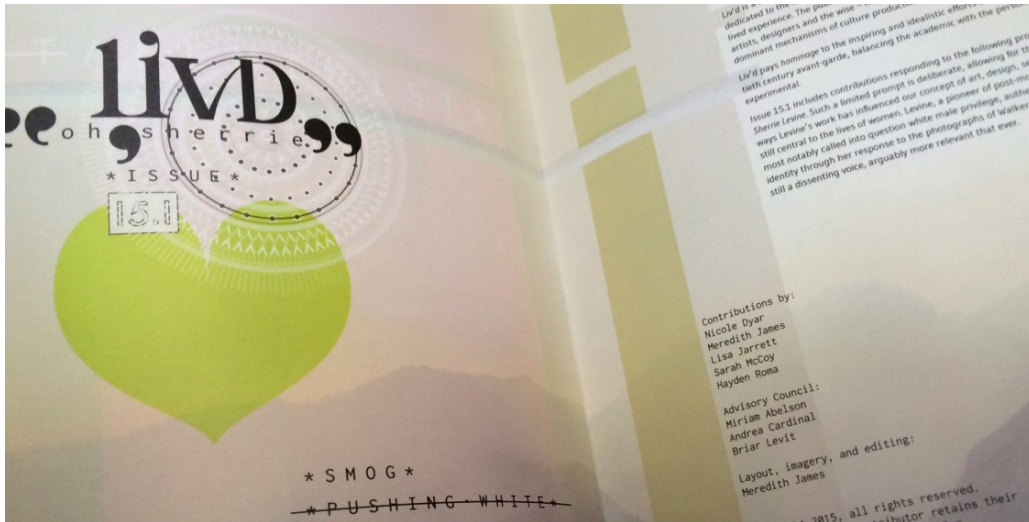 livD
““oh, sherrie””
*ISSUE*
15.1
*SMOG*
*PUSHING·WHITE*
Liv'd is a
dedicated to the
lived experience. The
artists, designers and the wise –
dominant mechanisms of culture
Liv'd pays hommage to the inspiring and idealistic efforts
tieth century avant-garde, balancing the academic with the
experimental.
Issue 15.1 includes contributions responding to the following
Sherrie Levine. Such a limited prompt is deliberate, allowing for
ways Levine's work has influenced our concept of art, design,
still central to the lives of women. Levine, a pioneer of
most notably called into question white male privilege,
identity through her response to the photographs of Walker
still a dissenting voice, arguably more relevant that ever.
Contributions by:
Nicole Dyar
Meredith James
Lisa Jarrett
Sarah McCoy
Hayden Roma
Advisory Council:
Miriam Abelson
Andrea Cardinal
Briar Levit
Layout, imagery, and editing:
Meredith James
2015, all rights reserved.
retains their